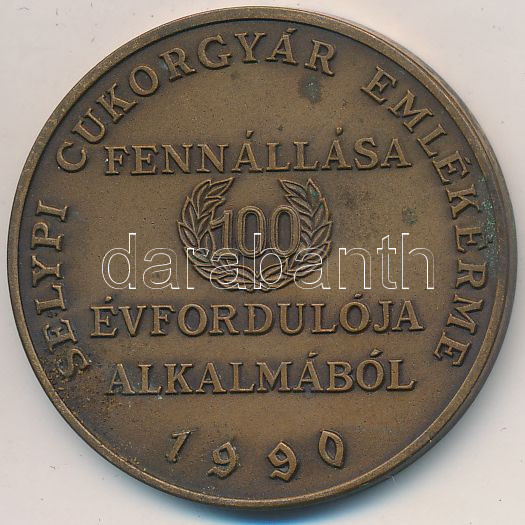 SELYPI CUKORGYÁR EMLÉKÉRME
FENNÁLLÁSA
100
darabanth
ÉVFORDULÓJA
ALKALMÁBÓL
1990